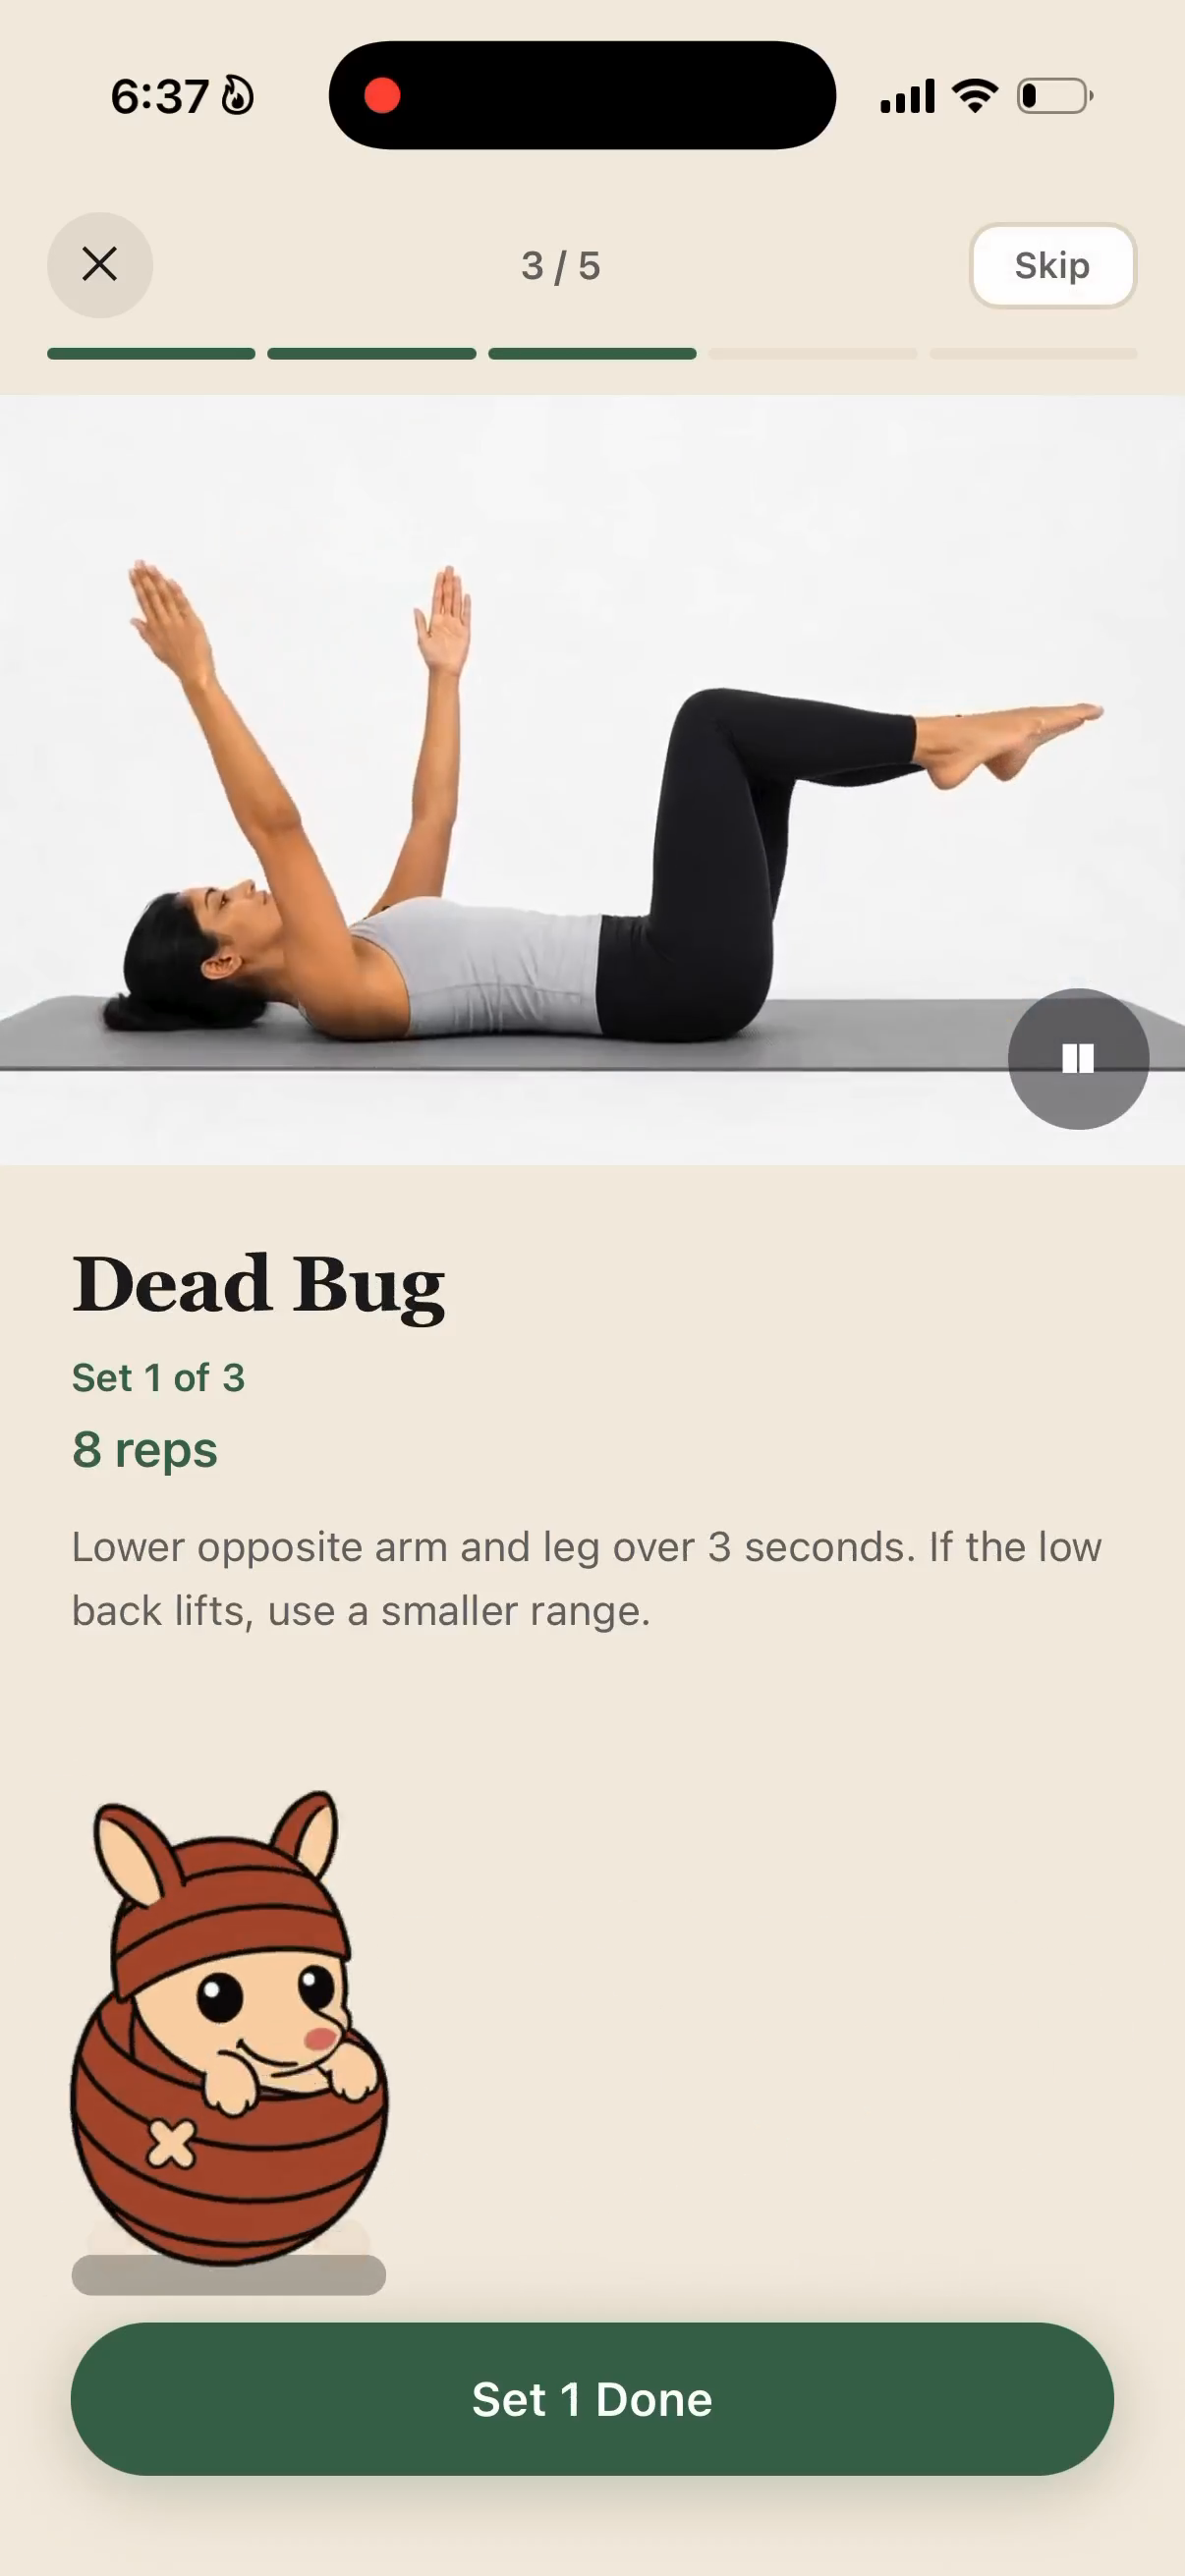 6:37
3 / 5
Skip
Dead Bug
Set 1 of 3
8 reps
Lower opposite arm and leg over 3 seconds. If the low
back lifts, use a smaller range.
Set 1 Done